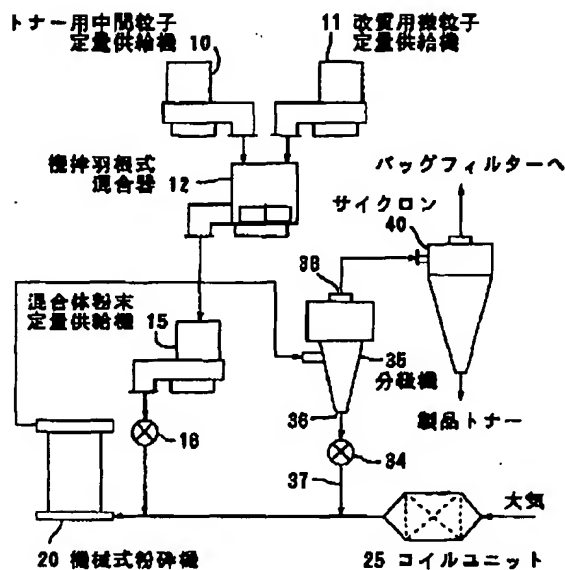 トナー用中間粒子
定量供給機 10
11 改質用微粒子
定量供給機
攪拌羽根式
混合器 12
バッグフィルターへ
サイクロン
40
38
混合体粉末
定量供給機
15
35
分級機
36
製品トナー
16
34
37
大気
20 機械式粉砕機
25 コイルユニット